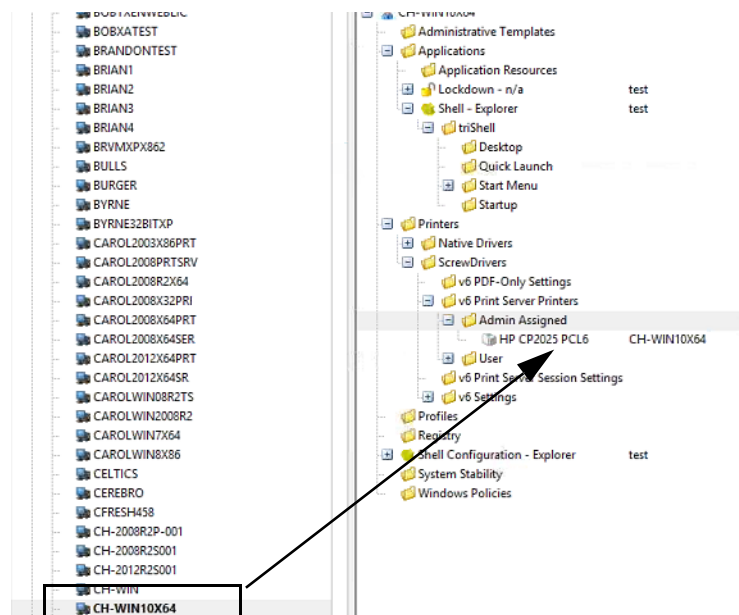 BOBTXENWEBLIC
BOBXATEST
BRANDONTEST
BRIAN1
BRIAN2
BRIAN3
BRIAN4
BRVMXPX862
BULLS
BURGER
BYRNE
BYRNE32BITXP
CAROL2003X86PRT
CAROL2008PRTSRV
CAROL2008R2X64
CAROL2008X32PRI
CAROL2008X64PRT
CAROL2008X64SER
CAROL2012X64PRT
CAROL2012X64SR
CAROLWIN08R2TS
CAROLWIN2008R2
CAROLWIN7X64
CAROLWIN8X86
CELTICS
CEREBRO
CFRESH458
CH-2008R2P-001
CH-2008R2S001
CH-2012R2S001
CH-WIN
CH-WIN10X64
CH-WIN10X64
Administrative Templates
Applications
Application Resources
Lockdown - n/a test
Shell - Explorer test
triShell
Desktop
Quick Launch
Start Menu
Startup
Printers
Native Drivers
ScrewDrivers
v6 PDF-Only Settings
v6 Print Server Printers
Admin Assigned
HP CP2025 PCL6 CH-WIN10X64
User
v6 Print Server Session Settings
v6 Settings
Profiles
Registry
Shell Configuration - Explorer test
System Stability
Windows Policies